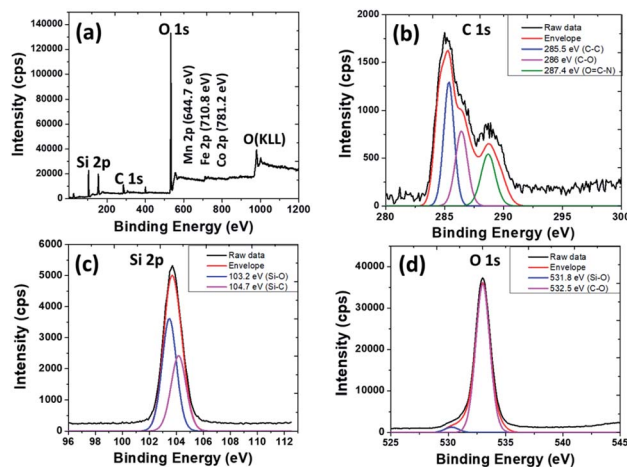 (a)
O 1s
Mn 2p (644.7 eV)
Fe 2p (710.8 eV)
Co 2p (781.2 eV)
O(KLL)
Si 2p
C 1s
Intensity (cps)
140000
120000
100000
80000
60000
40000
20000
0
0 200 400 600 800 1000 1200
Binding Energy (eV)
(b)
C 1s
Raw data
Envelope
285.5 eV (C-C)
286 eV (C-O)
287.4 eV (O=C-N)
Intensity (cps)
2000
1750
1500
1250
1000
750
500
250
0
280 285 290 295 300
Binding Energy (eV)
(c)
Si 2p
Raw data
Envelope
103.2 eV (Si-O)
104.7 eV (Si-C)
Intensity (cps)
6000
5000
4000
3000
2000
1000
0
96 98 100 102 104 106 108 110 112
Binding Energy (eV)
(d)
O 1s
Raw data
Envelope
531.8 eV (Si-O)
532.5 eV (C-O)
Intensity (cps)
40000
30000
20000
10000
0
525 530 535 540 545
Binding Energy (eV)